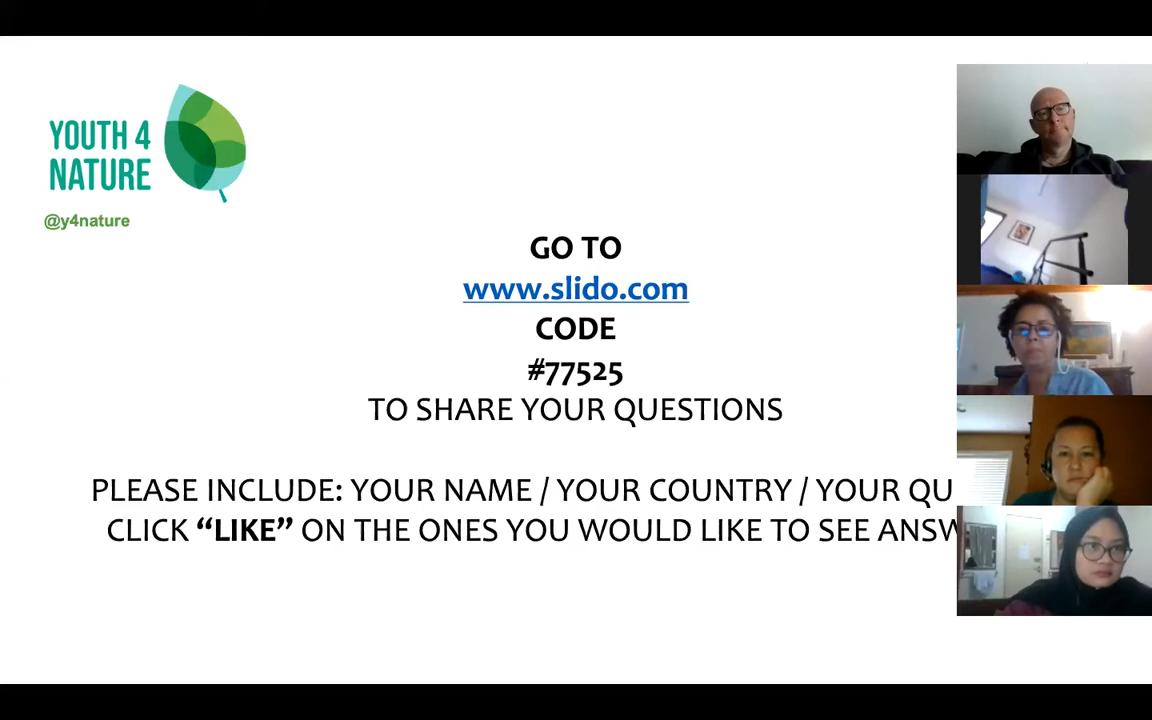 YOUTH 4
NATURE
@y4nature
GO TO
www.slido.com
CODE
#77525
TO SHARE YOUR QUESTIONS
PLEASE INCLUDE: YOUR NAME / YOUR COUNTRY / YOUR QU
CLICK “LIKE” ON THE ONES YOU WOULD LIKE TO SEE ANSW